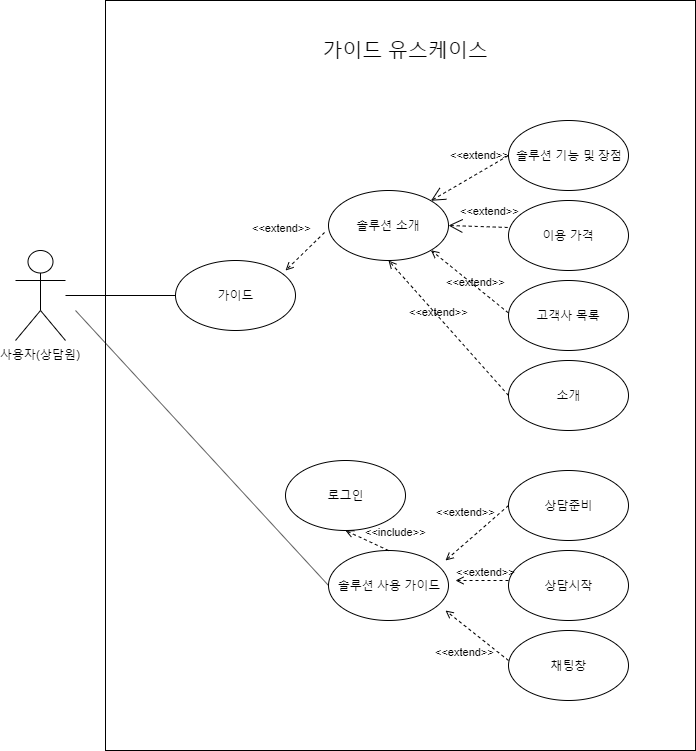 가이드 유스케이스
솔루션 기능 및 장점
<<extend>>
솔루션 소개
<<extend>>
이용 가격
<<extend>>
가이드
<<extend>>
고객사 목록
<<extend>>
사용자(상담원)
소개
로그인
상담준비
<<extend>>
<<include>>
솔루션 사용 가이드
<<extend>>
상담시작
<<extend>>
채팅창